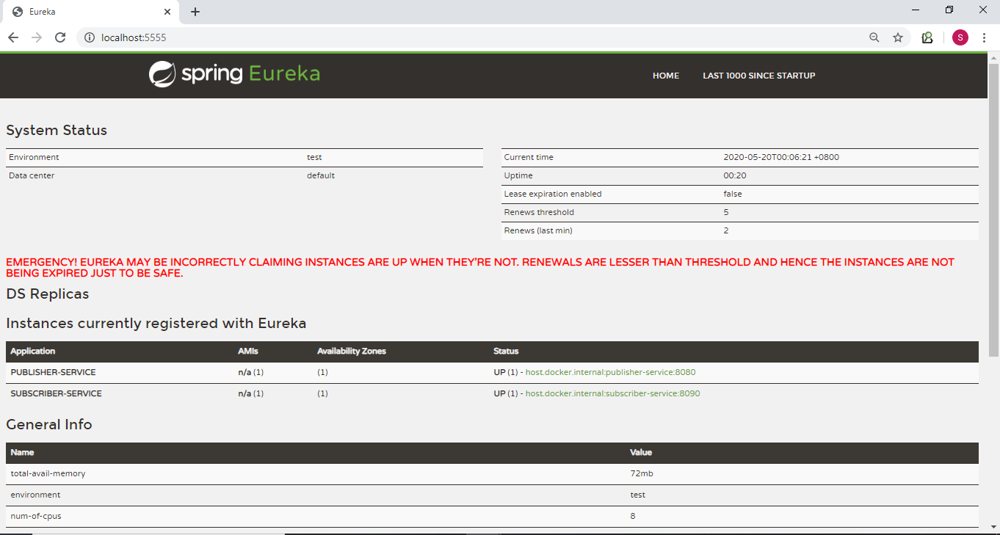 Eureka
localhost:5555
S
spring Eureka
HOME LAST 1000 SINCE STARTUP
System Status
Environment test
Data center default
Current time 2020-05-20T00:06:21 +0800
Uptime 00:20
Lease expiration enabled false
Renews threshold 5
Renews (last min) 2
EMERGENCY! EUREKA MAY BE INCORRECTLY CLAIMING INSTANCES ARE UP WHEN THEY'RE NOT. RENEWALS ARE LESSER THAN THRESHOLD AND HENCE THE INSTANCES ARE NOT
BEING EXPIRED JUST TO BE SAFE.
DS Replicas
Instances currently registered with Eureka
Application AMIs Availability Zones Status
PUBLISHER-SERVICE n/a (1) (1) UP (1) - host.docker.internal:publisher-service:8080
SUBSCRIBER-SERVICE n/a (1) (1) UP (1) - host.docker.internal:subscriber-service:8090
General Info
Name Value
total-avail-memory 72mb
environment test
num-of-cpus 8